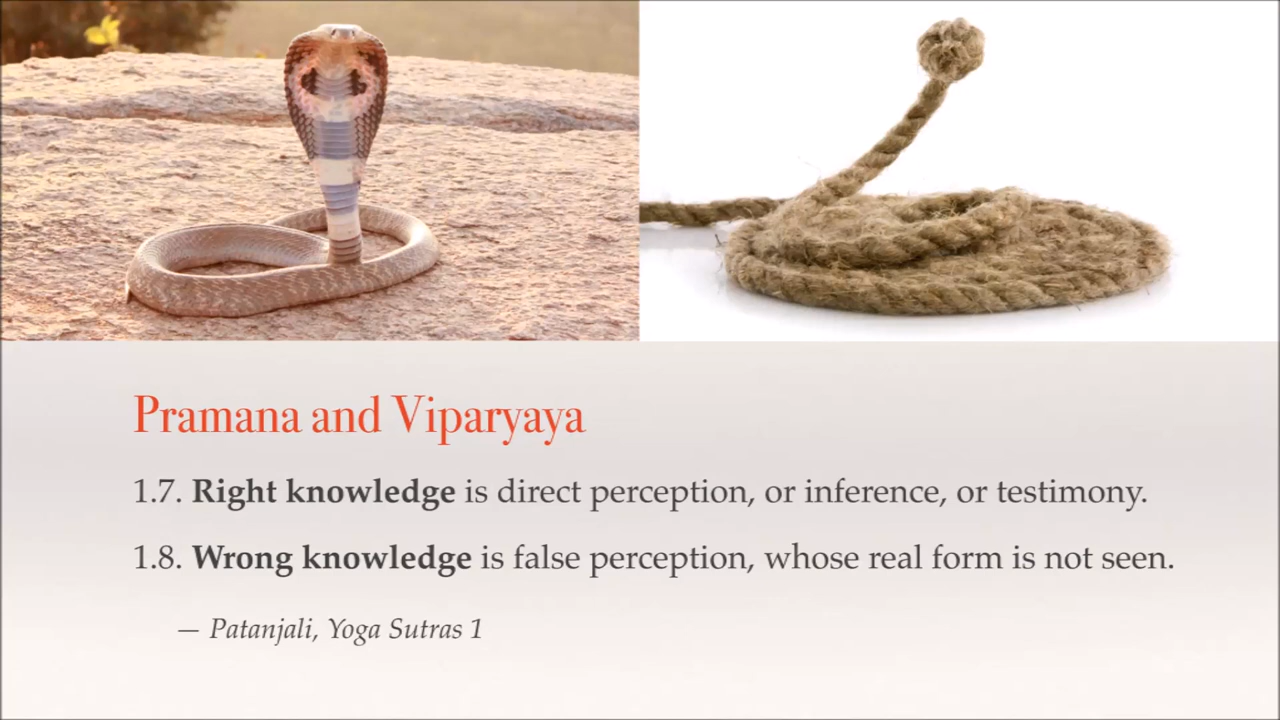 Pramana and Viparyaya
1.7. Right knowledge is direct perception, or inference, or testimony.
1.8. Wrong knowledge is false perception, whose real form is not seen.
— Patanjali, Yoga Sutras 1